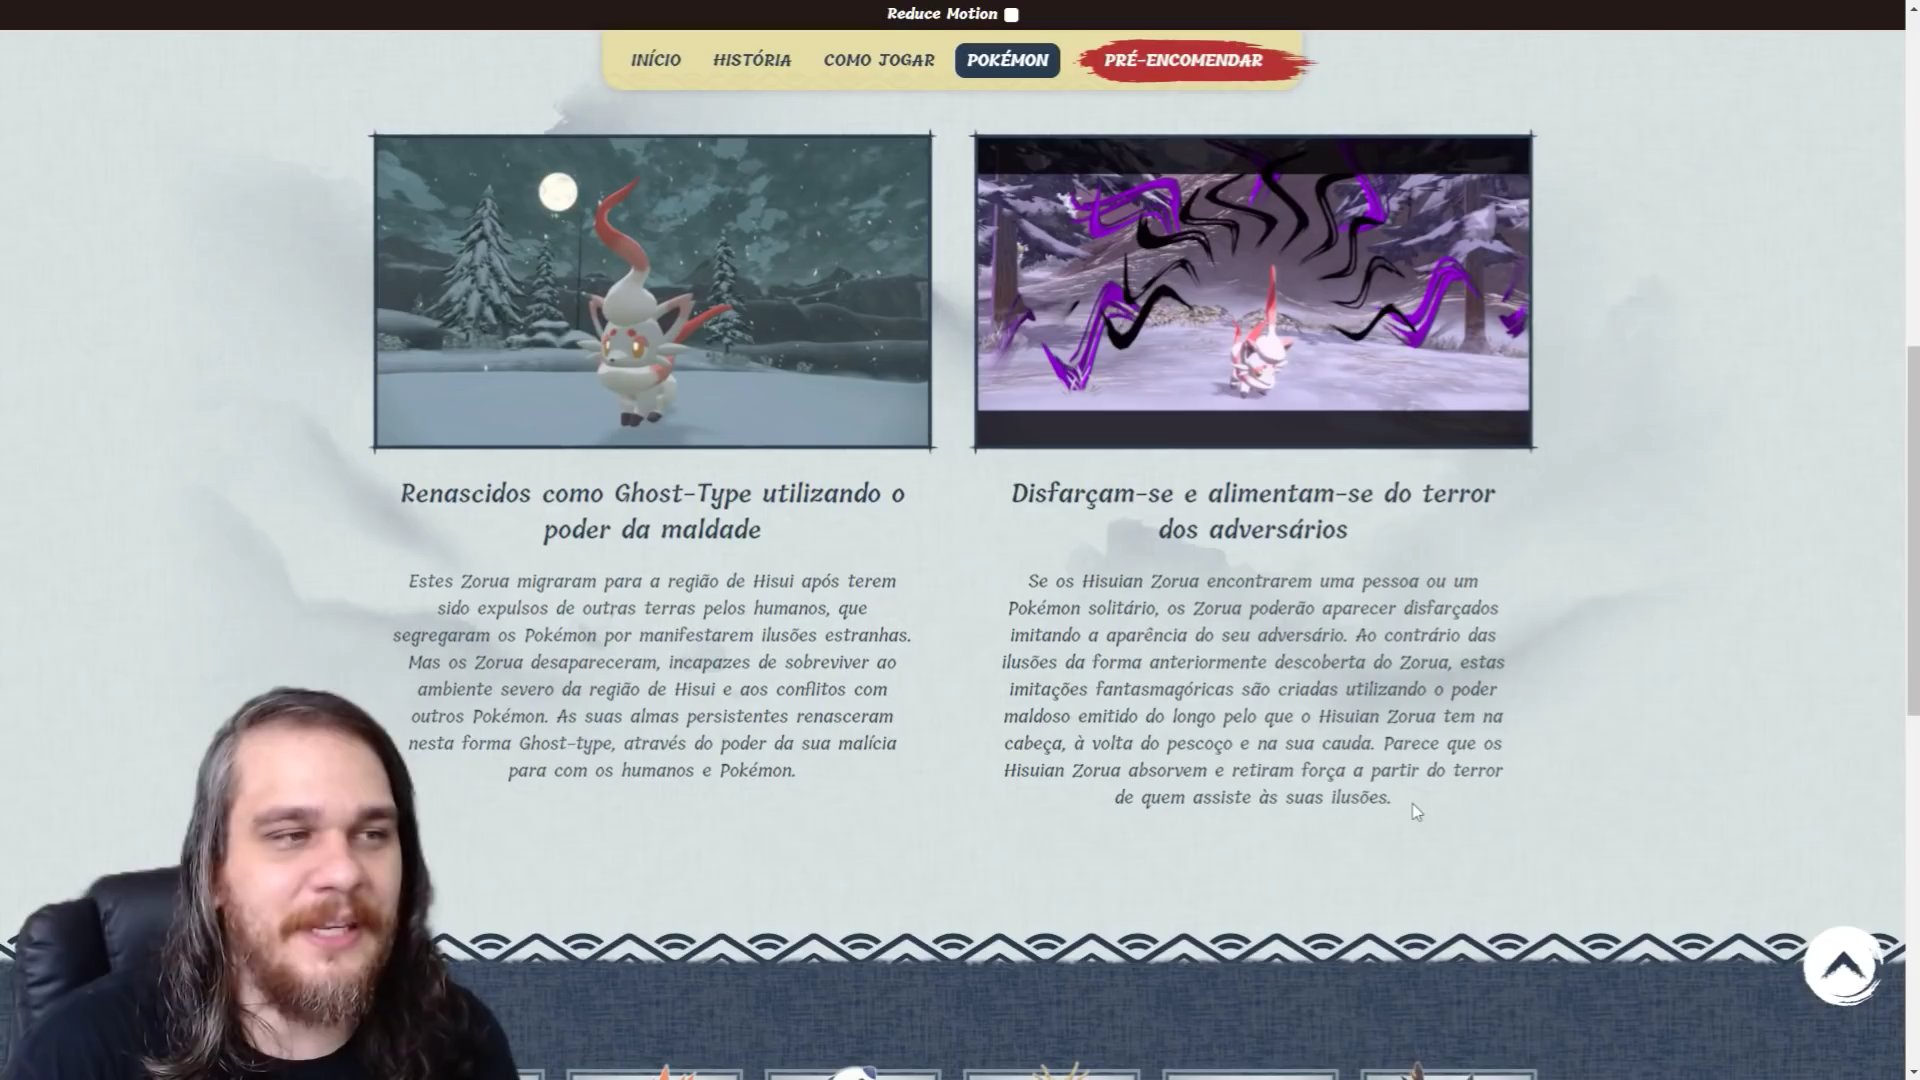 Reduce Motion
INÍCIO HISTÓRIA COMO JOGAR POKÉMON PRÉ-ENCOMENDAR
Renascidos como Ghost-Type utilizando o
poder da maldade
Estes Zorua migraram para a região de Hisui após terem
sido expulsos de outras terras pelos humanos, que
segregaram os Pokémon por manifestarem ilusões estranhas.
Mas os Zorua desapareceram, incapazes de sobreviver ao
ambiente severo da região de Hisui e aos conflitos com
outros Pokémon. As suas almas persistentes renasceram
nesta forma Ghost-type, através do poder da sua malícia
para com os humanos e Pokémon.
Disfarçam-se e alimentam-se do terror
dos adversários
Se os Hisuian Zorua encontrarem uma pessoa ou um
Pokémon solitário, os Zorua poderão aparecer disfarçados
imitando a aparência do seu adversário. Ao contrário das
ilusões da forma anteriormente descoberta do Zorua, estas
imitações fantasmagóricas são criadas utilizando o poder
maldoso emitido do longo pelo que o Hisuian Zorua tem na
cabeça, à volta do pescoço e na sua cauda. Parece que os
Hisuian Zorua absorvem e retiram força a partir do terror
de quem assiste às suas ilusões.